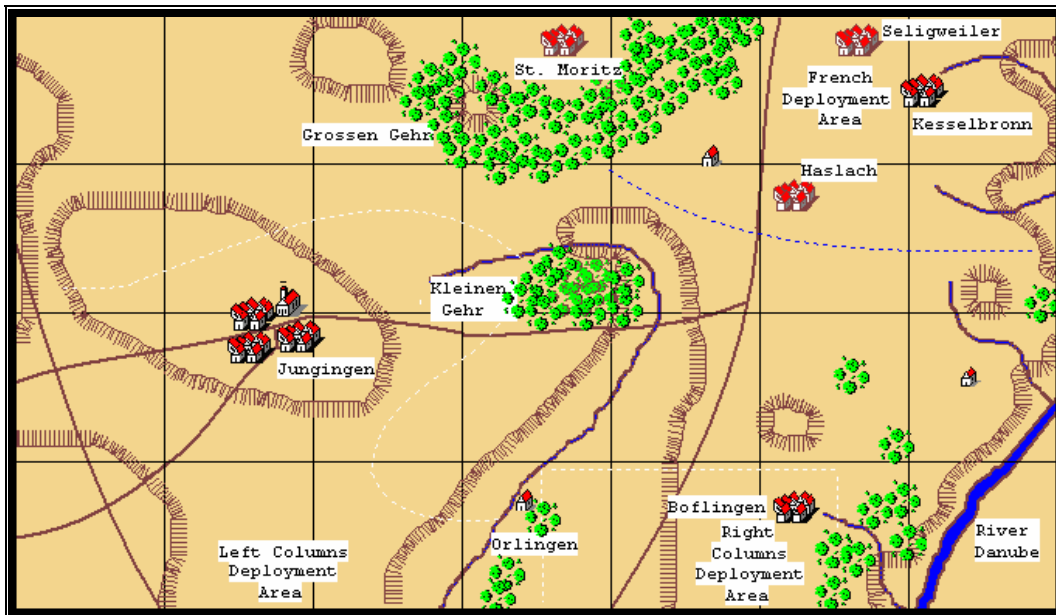 Seligweiler
St. Moritz
French
Deployment
Area
Kesselbronn
Grossen Gehr
Haslach
Kleinen
Gehr
Jungingen
Boflingen
Orlingen
Left Columns
Deployment
Area
Right
Columns
Deployment
Area
River
Danube